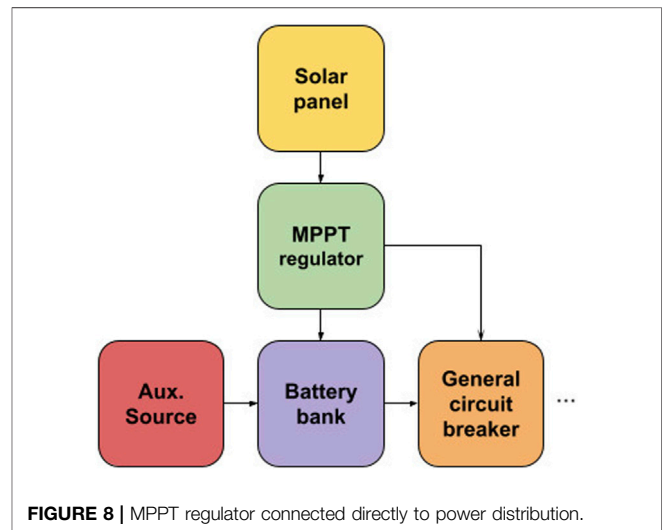 Solar
panel
MPPT
regulator
Aux.
Source
Battery
bank
General
circuit
breaker
...
FIGURE 8 | MPPT regulator connected directly to power distribution.